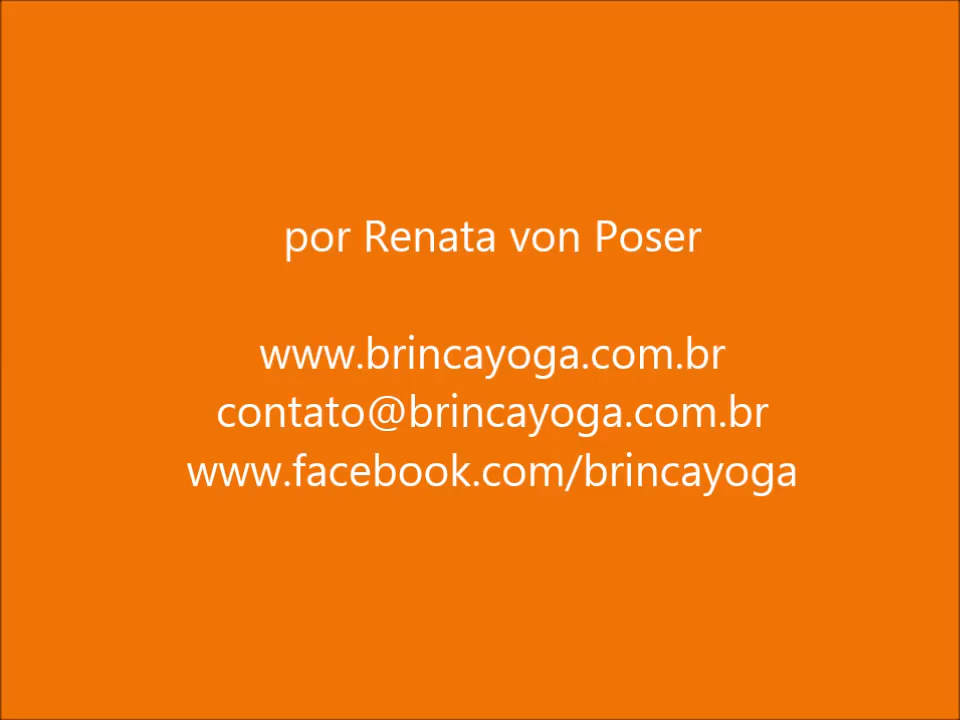 por Renata von Poser
www.brincayoga.com.br
contato@brincayoga.com.br
www.facebook.com/brincayoga